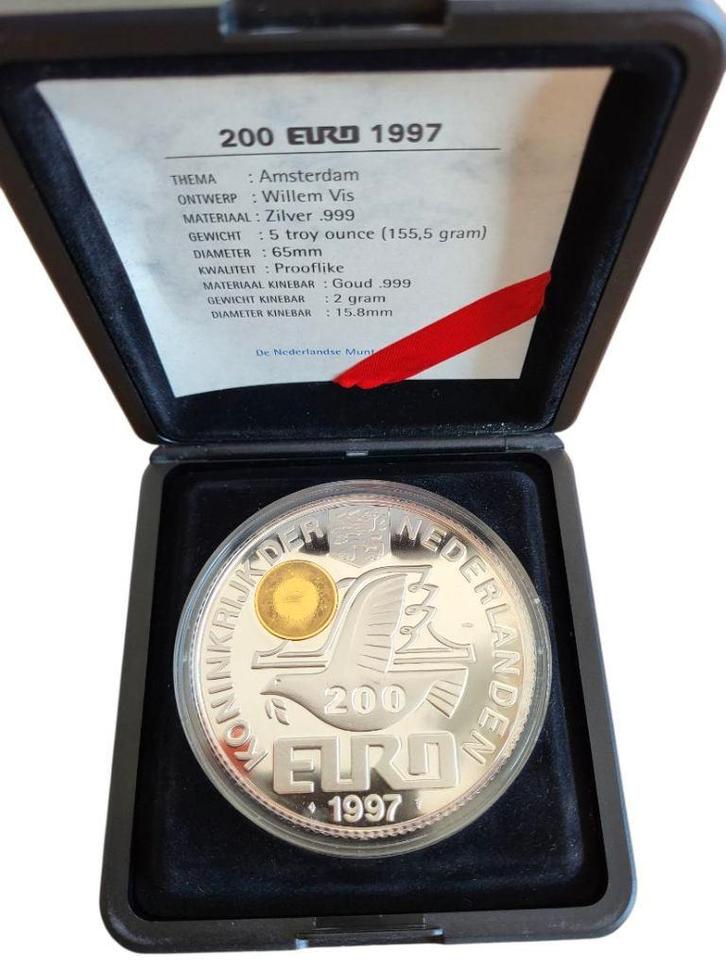 200 EURO 1997
THEMA : Amsterdam
ONTWERP : Willem Vis
MATERIAAL : Zilver .999
GEWICHT : 5 troy ounce (155,5 gram)
DIAMETER : 65mm
KWALITEIT : Prooflike
MATERIAAL KINEBAR : Goud .999
GEWICHT KINEBAR : 2 gram
DIAMETER KINEBAR : 15.8mm
De Nederlandse Munt
KONINKRIJK DER NEDERLANDEN
200
EURO
1997